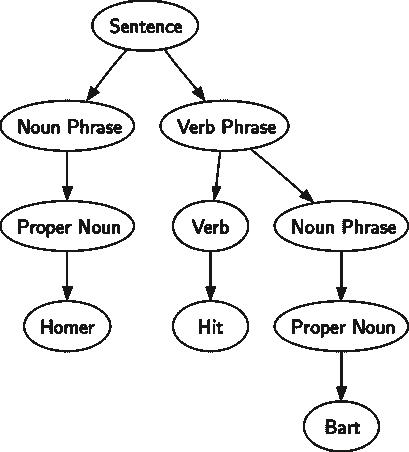 Sentence
Noun Phrase
Verb Phrase
Proper Noun
Verb
Noun Phrase
Homer
Hit
Proper Noun
Bart